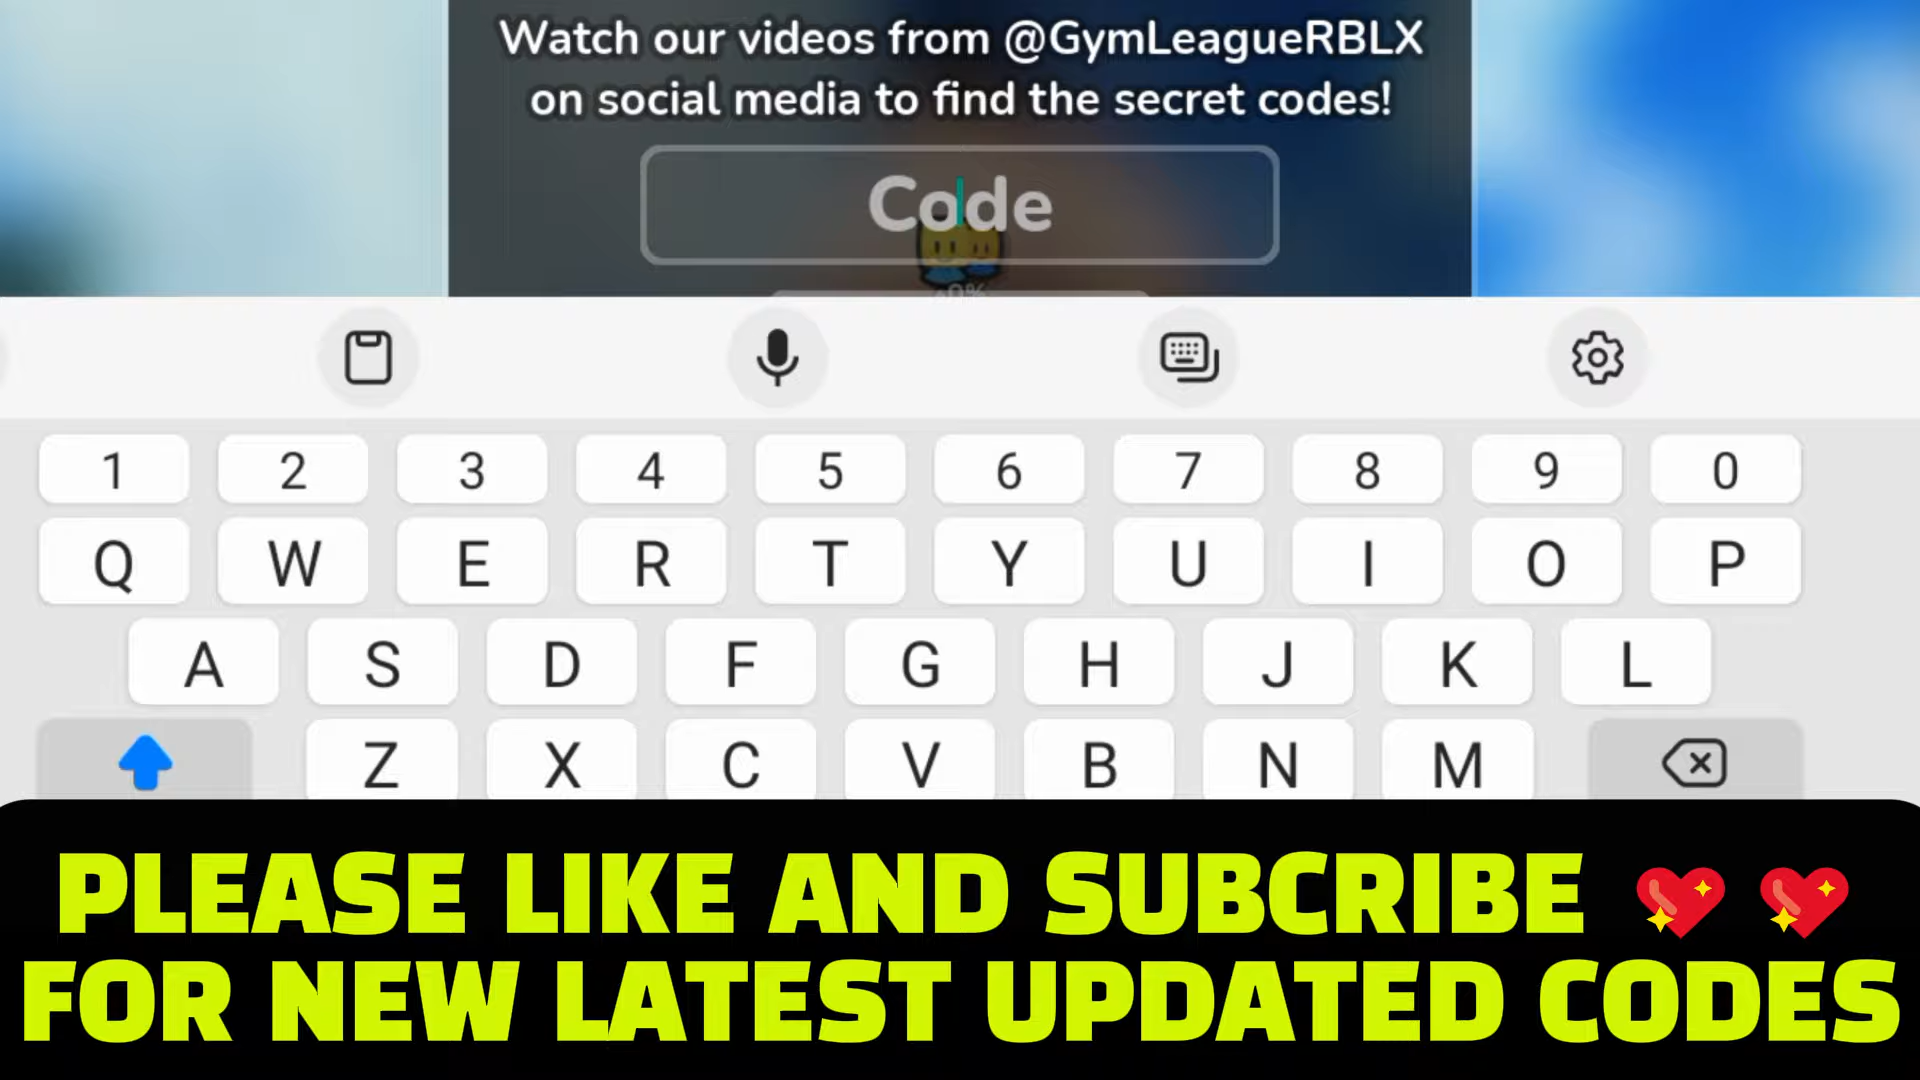 Watch our videos from @GymLeagueRBLX
on social media to find the secret codes!
Code
1 2 3 4 5 6 7 8 9 0
Q W E R T Y U I O P
A S D F G H J K L
Z X C V B N M
PLEASE LIKE AND SUBCRIBE 💖 💖
FOR NEW LATEST UPDATED CODES